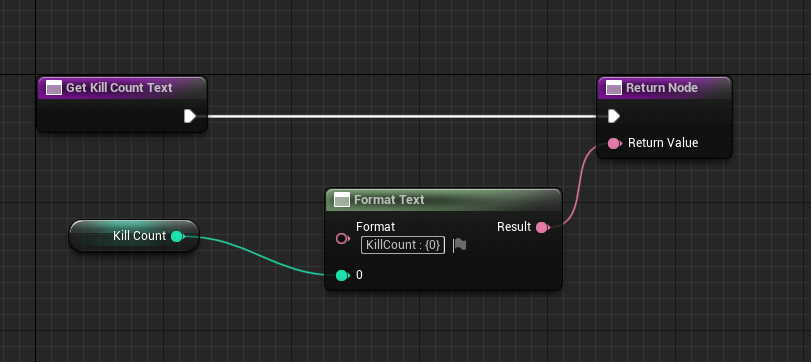 Get Kill Count Text
Return Node
Return Value
Format Text
Format
KillCount : {0}
Result
0
Kill Count